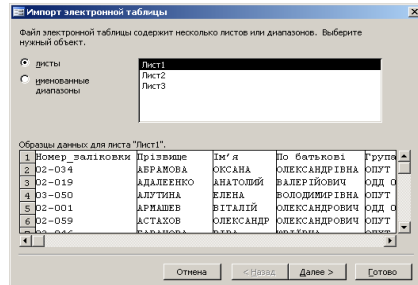 Импорт электронной таблицы
Файл электронной таблицы содержит несколько листов или диапазонов. Выберите
нужный объект.
листы
именованные
диапазоны
Лист1
Лист2
Лист3
Образцы данных для листа "Лист1".
1 Номер_заліковки Прізвище Ім'я По батькові Група
2 02-034 АБРАМОВА ОКСАНА ОЛЕКСАНДРІВНА ОПУТ
3 02-019 АДАЛЕЕНКО АНАТОЛИЙ ВАЛЕРІЙОВИЧ ОДД О
4 03-050 АЛУТИНА ЕЛЕНА ВОЛОДИМИРІВНА ОПУТ
5 02-001 АРМАШЕВ ВІТАЛІЙ ОЛЕКСАНДРОВИЧ ОДД О
6 02-059 АСТАХОВ ОЛЕКСАНДР ОЛЕКСАНДРОВИЧ ОПУТ
Отмена
< Назад
Далее >
Готово